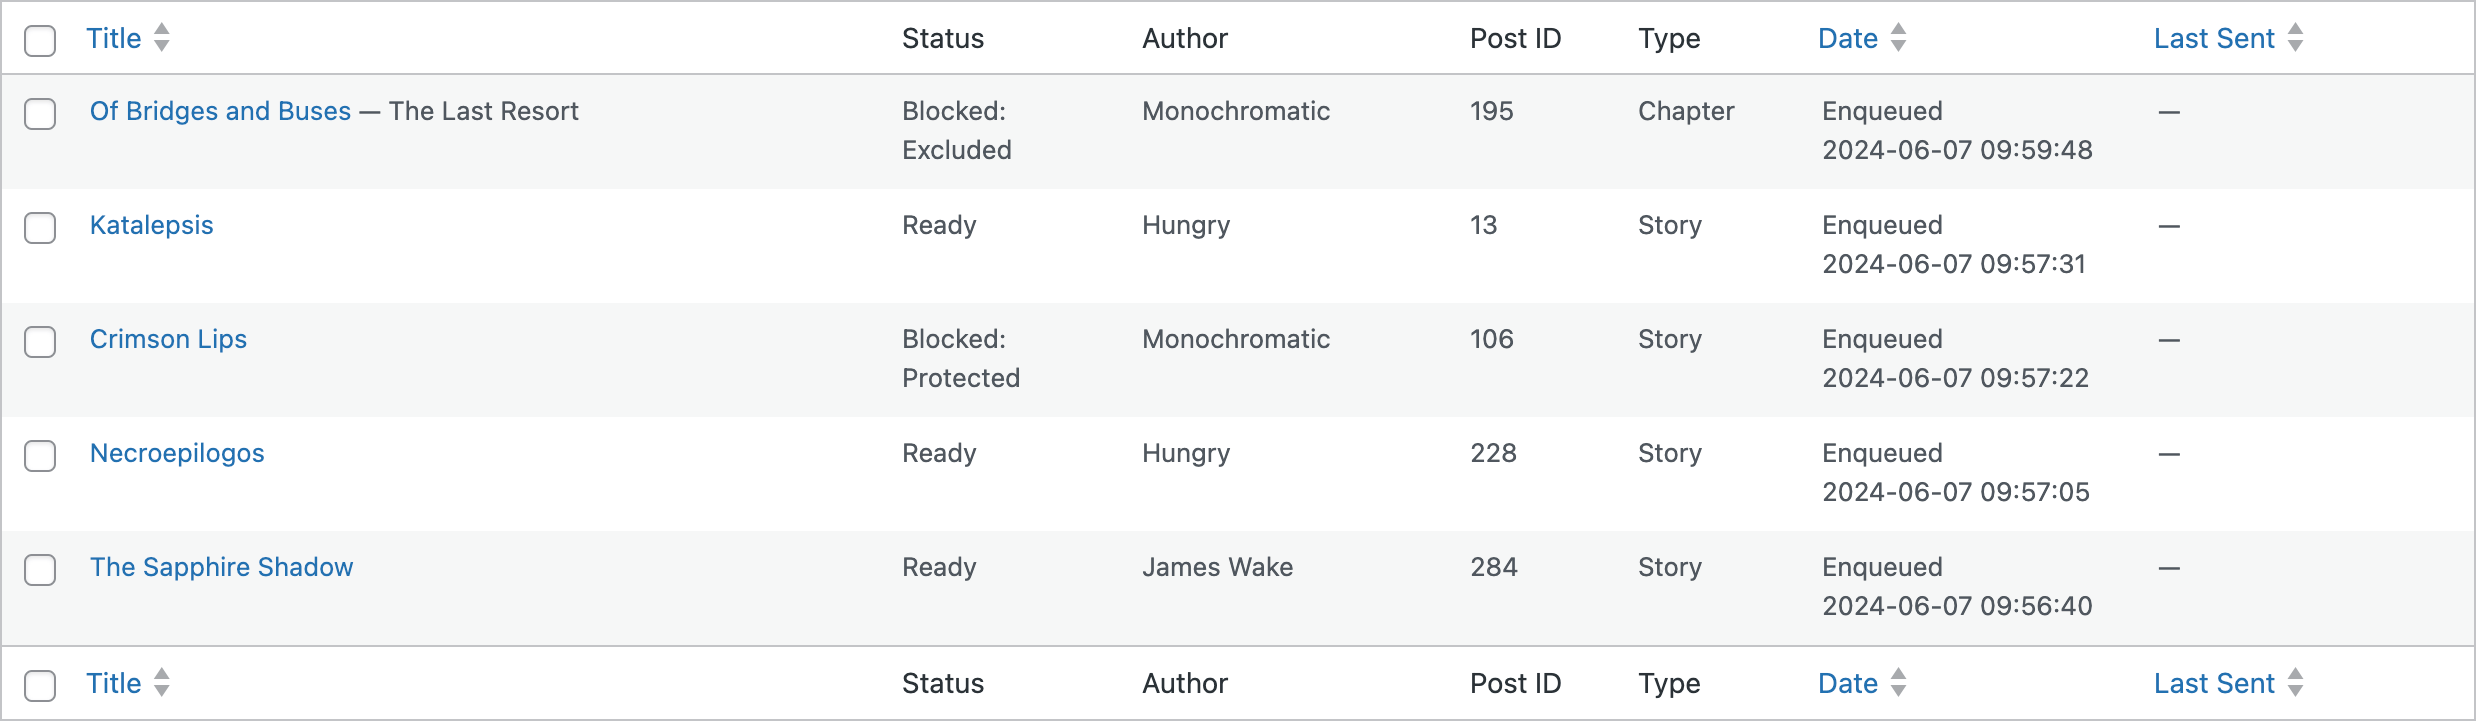 Title Status Author Post ID Type Date Last Sent
Of Bridges and Buses — The Last Resort Blocked: Monochromatic 195 Chapter Enqueued —
Excluded 2024-06-07 09:59:48
Katalepsis Ready Hungry 13 Story Enqueued —
2024-06-07 09:57:31
Crimson Lips Blocked: Monochromatic 106 Story Enqueued —
Protected 2024-06-07 09:57:22
Necroepilogos Ready Hungry 228 Story Enqueued —
2024-06-07 09:57:05
The Sapphire Shadow Ready James Wake 284 Story Enqueued —
2024-06-07 09:56:40
Title Status Author Post ID Type Date Last Sent